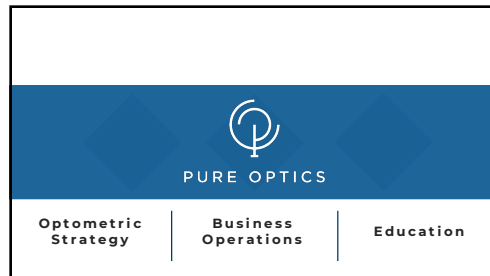 PURE OPTICS
Optometric
Strategy
Business
Operations
Education